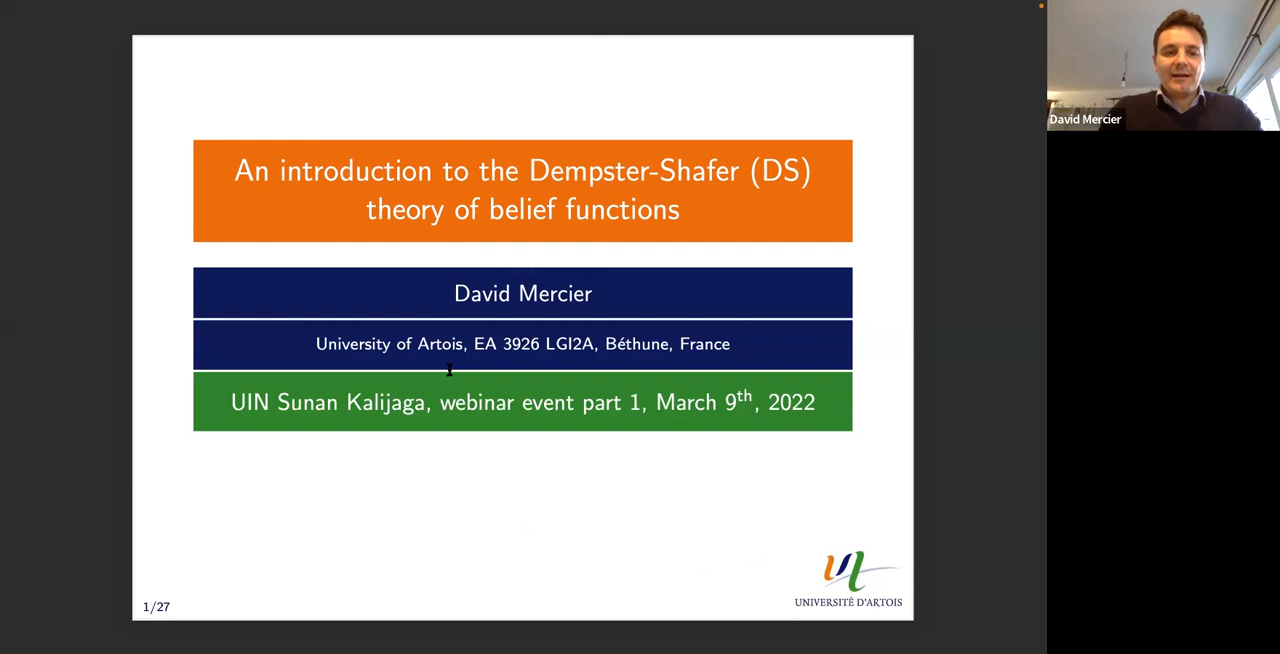 An introduction to the Dempster-Shafer (DS)
theory of belief functions
David Mercier
University of Artois, EA 3926 LGI2A, Béthune, France
UIN Sunan Kalijaga, webinar event part 1, March 9th, 2022
1/27
UNIVERSITÉ D'ARTOIS
David Mercier